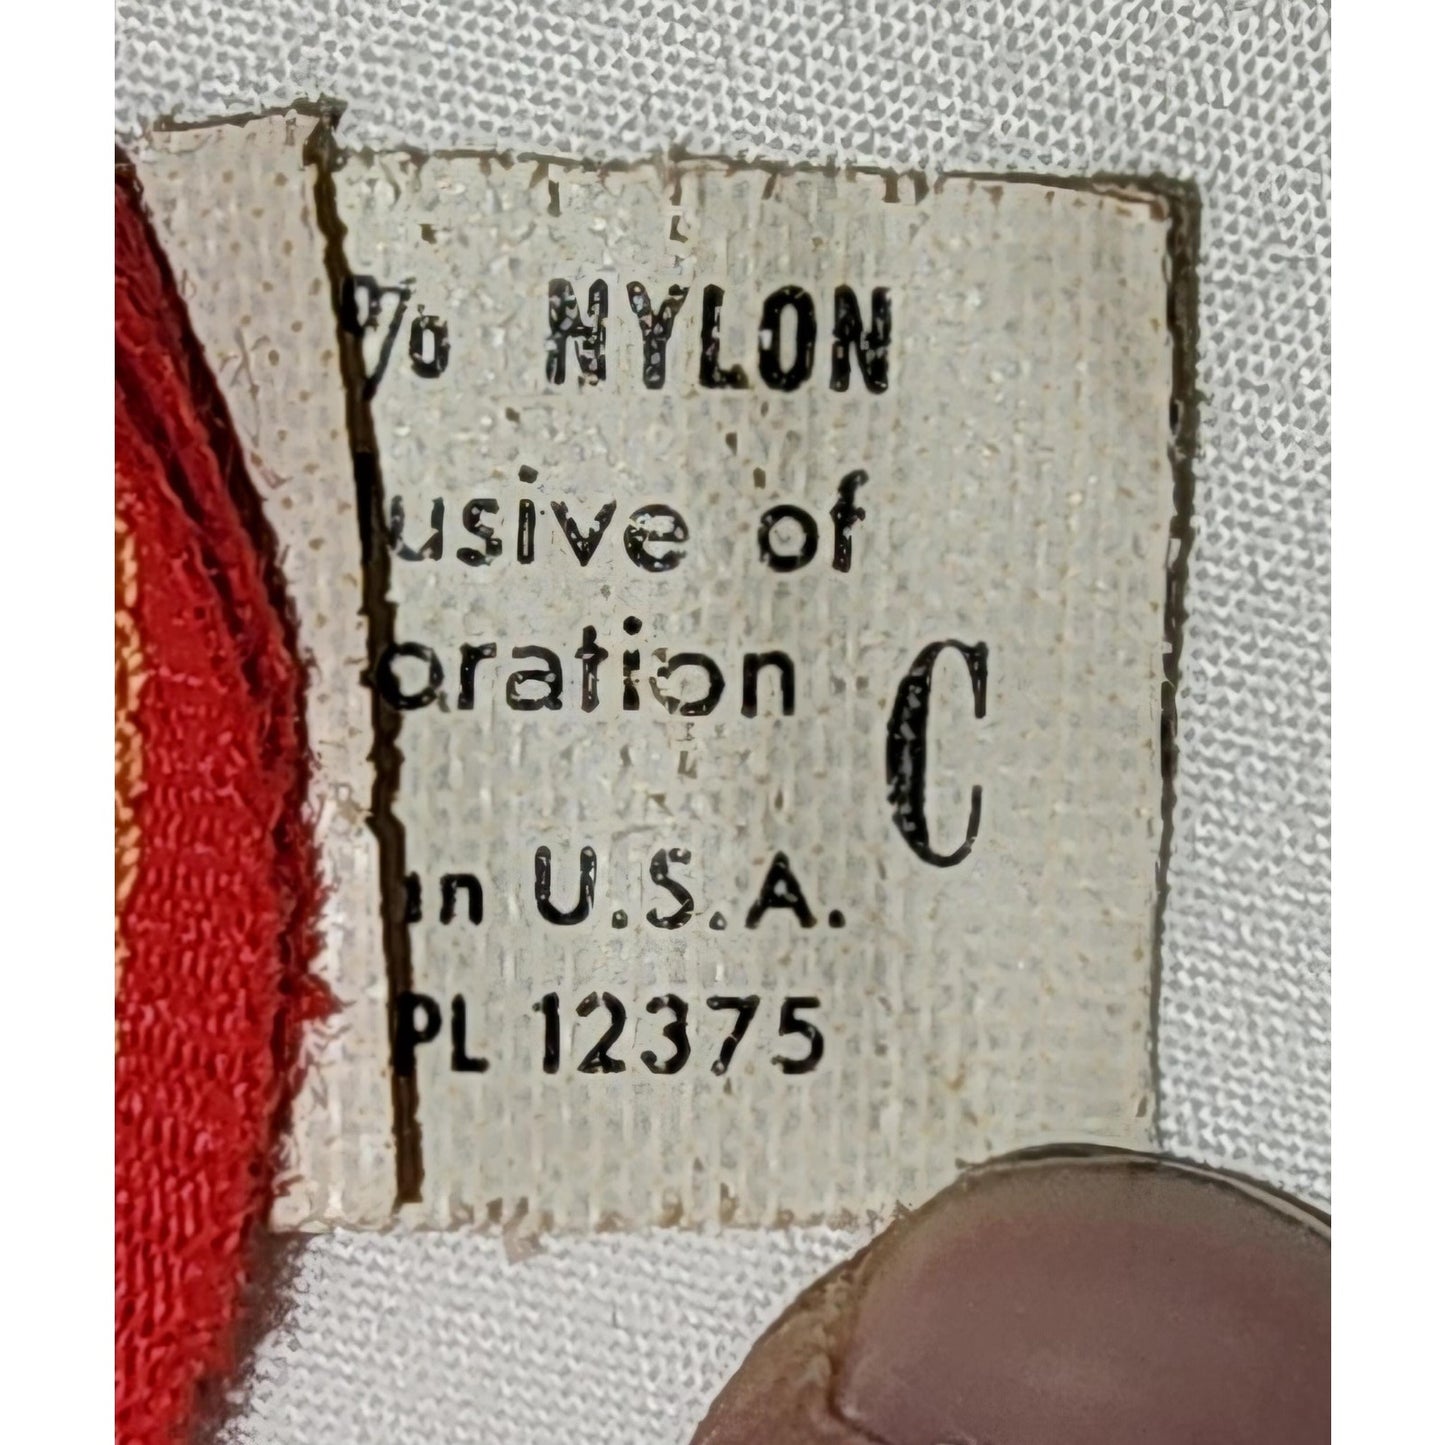 % NYLON
usive of
oration
C
in U.S.A.
PL 12375